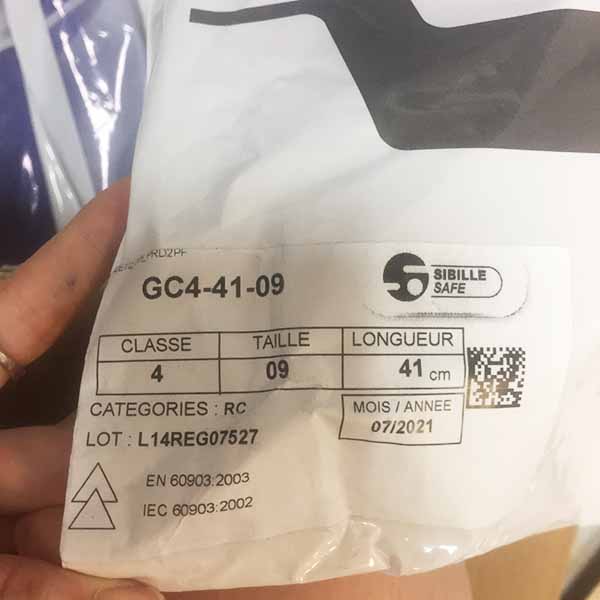 GC4-41-09
SIBILLE
SAFE
CLASSE TAILLE LONGUEUR
4 09 41 cm
CATEGORIES : RC
MOIS / ANNEE
07/2021
LOT : L14REG07527
EN 60903:2003
IEC 60903:2002